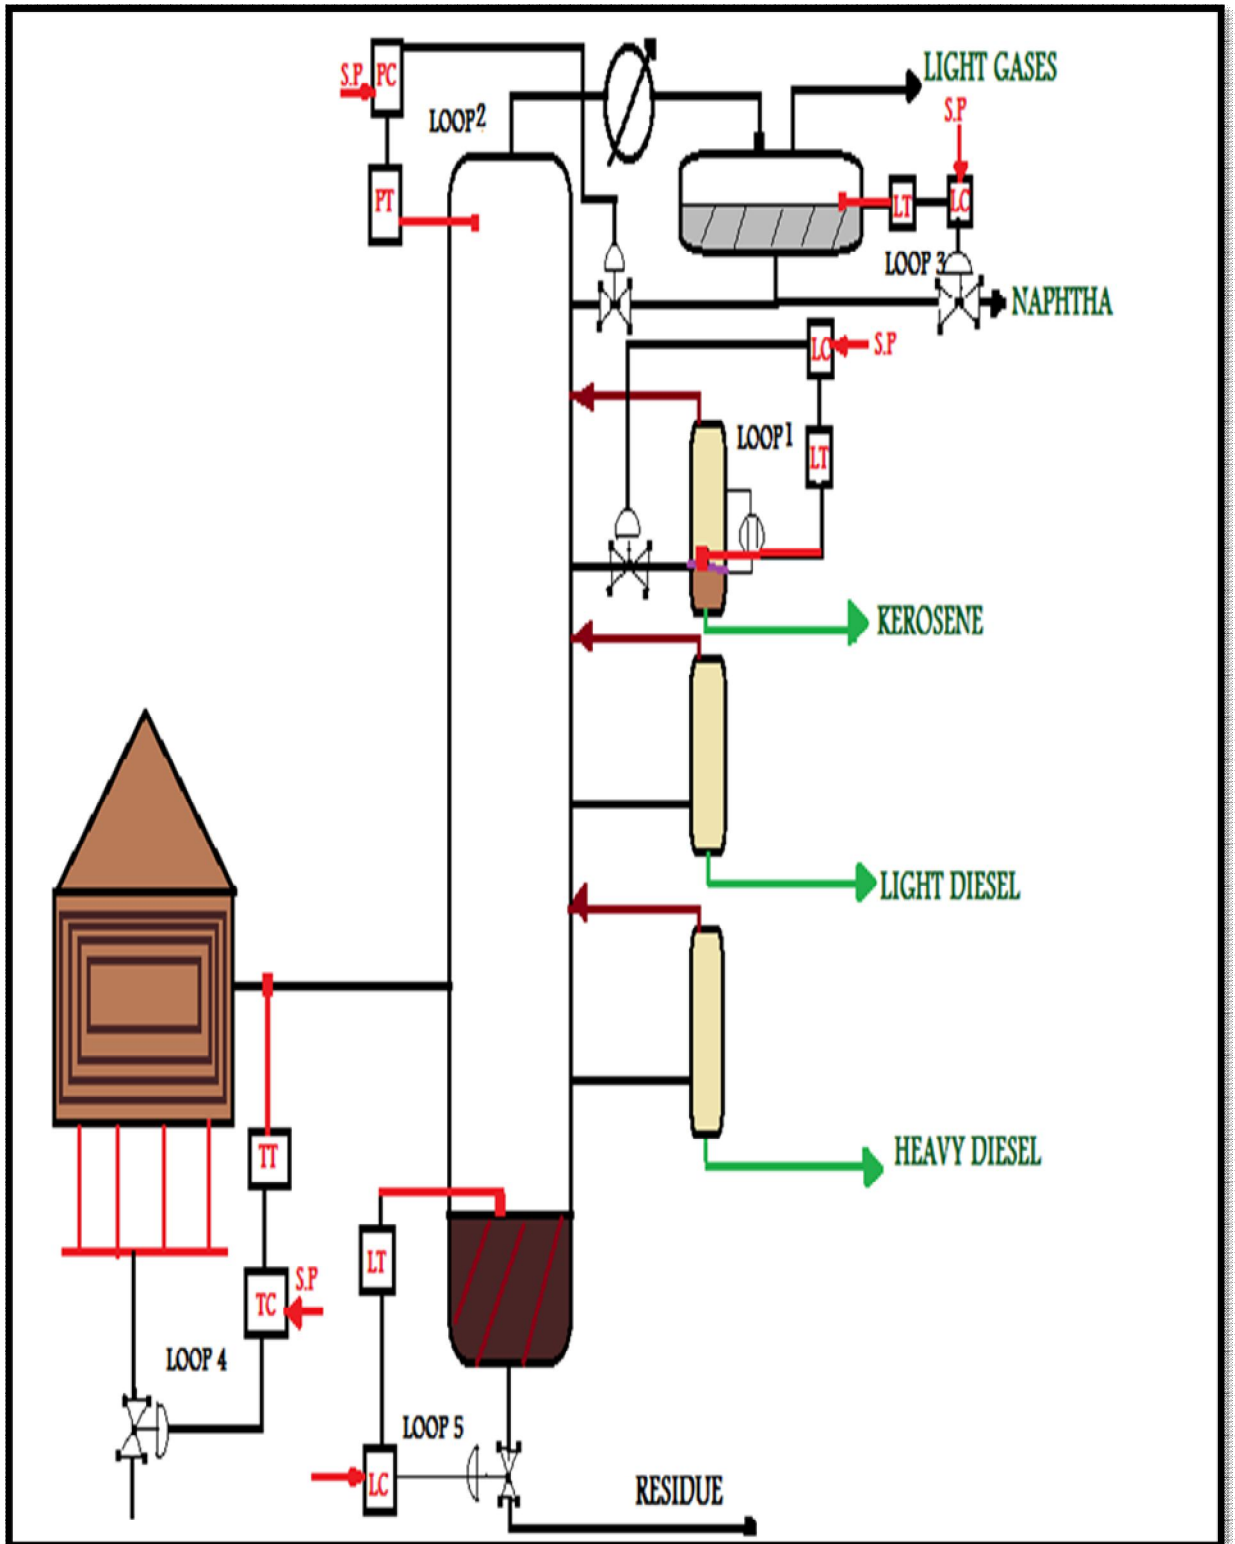 LIGHT GASES
S.P
PC
LOOP2
S.P
PT
LT
LC
LOOP 3
NAPHTHA
LC
S.P
LOOP1
LT
KEROSENE
LIGHT DIESEL
HEAVY DIESEL
TT
LT
S.P
TC
LOOP 4
LOOP 5
LC
RESIDUE